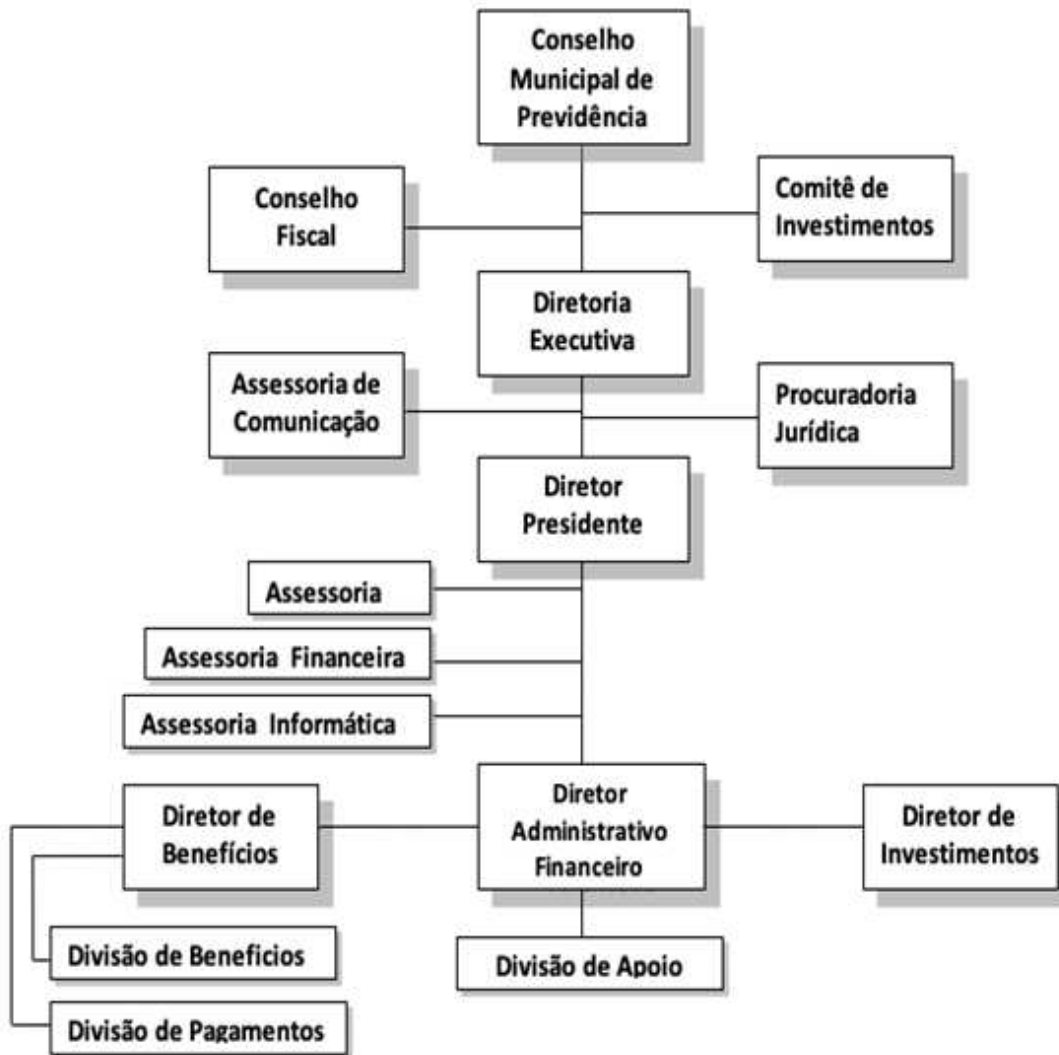 Conselho
Municipal de
Previdência
Conselho
Fiscal
Comitê de
Investimentos
Diretoria
Executiva
Assessoria de
Comunicação
Procuradoria
Jurídica
Diretor
Presidente
Assessoria
Assessoria Financeira
Assessoria Informática
Diretor de
Benefícios
Diretor
Administrativo
Financeiro
Diretor de
Investimentos
Divisão de Beneficios
Divisão de Apoio
Divisão de Pagamentos